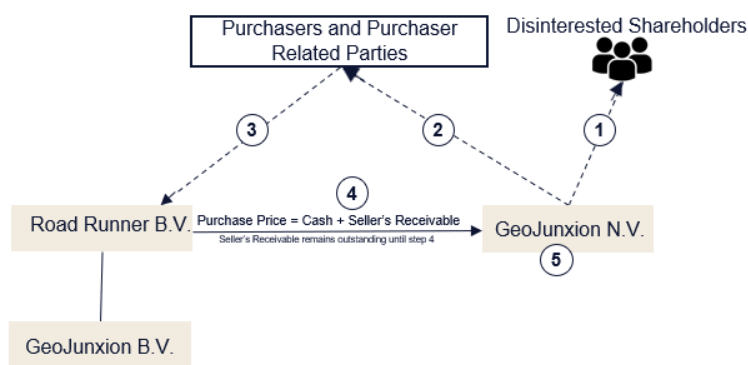 Purchasers and Purchaser
Related Parties
Disinterested Shareholders
3
2
1
4
Road Runner B.V.
Purchase Price = Cash + Seller's Receivable
Seller's Receivable remains outstanding until step 4
GeoJunxion N.V.
5
GeoJunxion B.V.